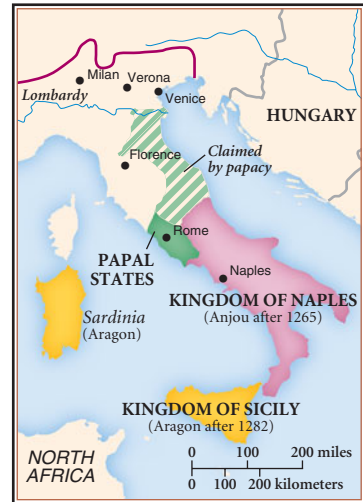 Milan
Verona
Lombardy
Venice
HUNGARY
Florence
Claimed
by papacy
Rome
PAPAL
STATES
Naples
KINGDOM OF NAPLES
(Anjou after 1265)
Sardinia
(Aragon)
KINGDOM OF SICILY
(Aragon after 1282)
NORTH
AFRICA
0 100 200 miles
0 100 200 kilometers